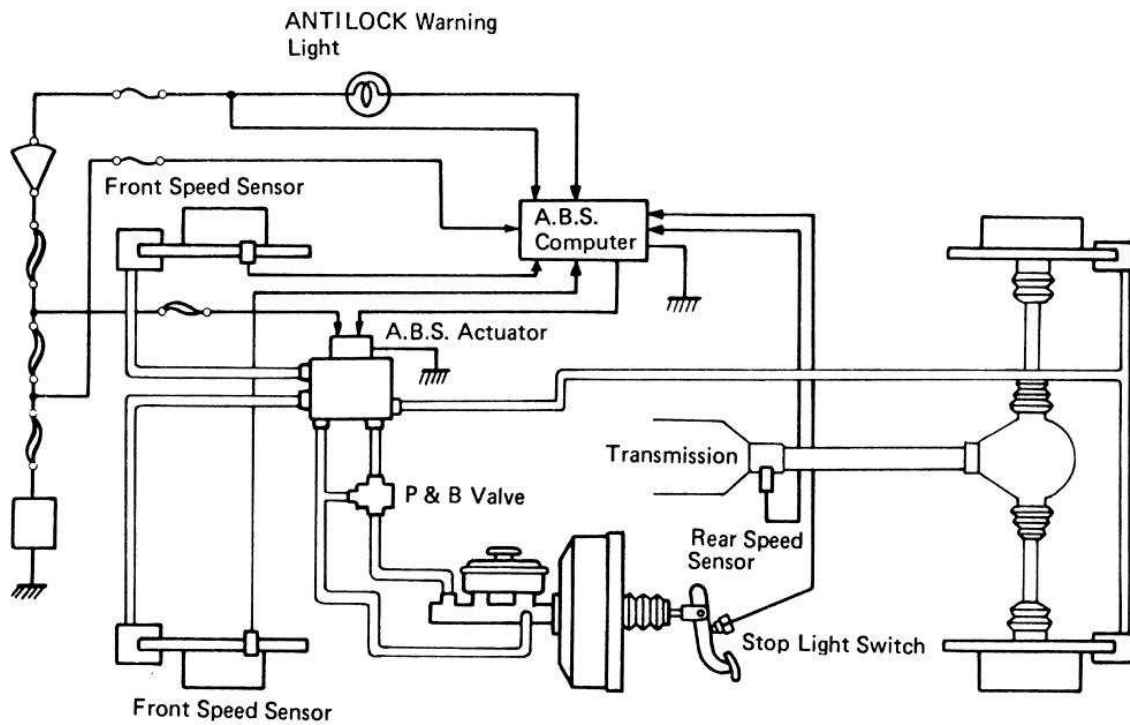 ANTILOCK Warning
Light
Front Speed Sensor
A.B.S.
Computer
A.B.S. Actuator
Transmission
P & B Valve
Rear Speed
Sensor
Stop Light Switch
Front Speed Sensor